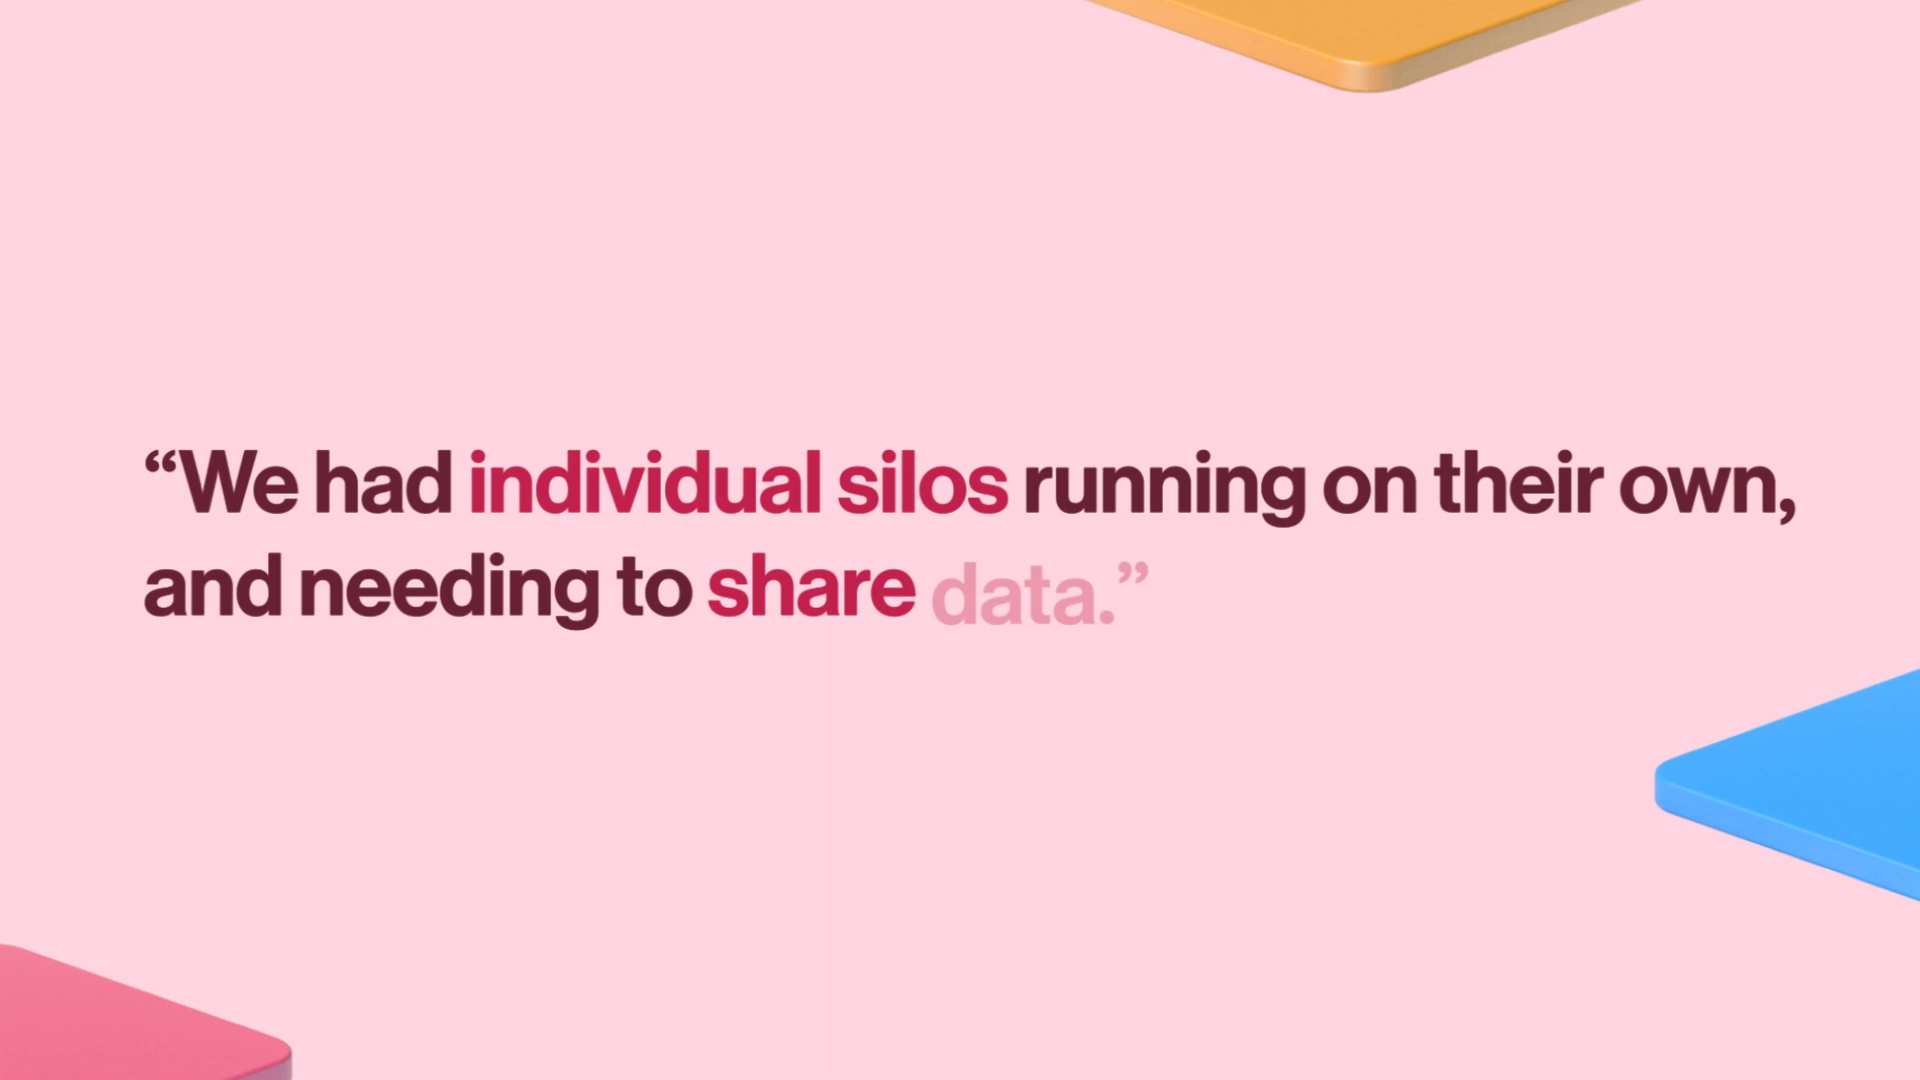 “We had individual silos running on their own,
and needing to share data.”